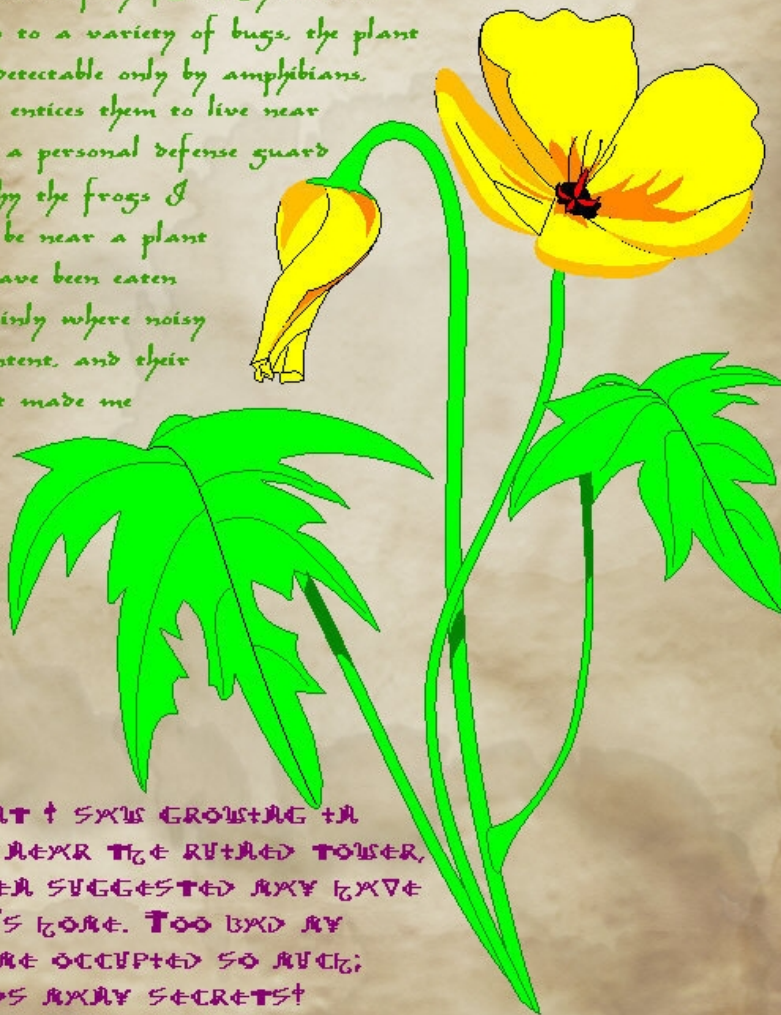 to a variety of bugs, the plant
detectable only by amphibians,
entices them to live near
a personal defense guard
the frogs I
be near a plant
have been eaten
where noisy
and their
made me
I SAW GROWING IN
NEAR THE RUINED TOWER,
SUGGESTED MAY HAVE
HOME. TOO BAD MY
OCCUPIED SO MUCH;
MANY SECRETS!